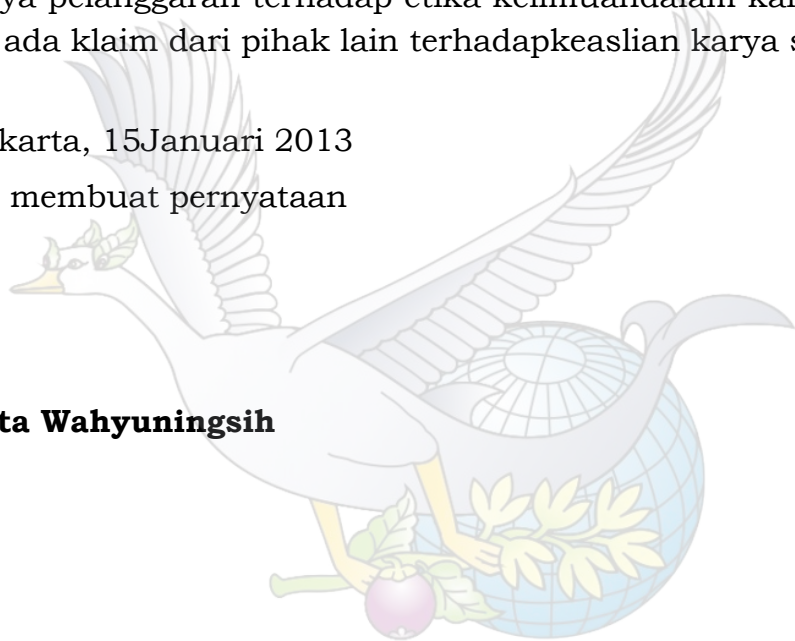 ya pelanggaran terhadap etika keilmuandalam kar
ada klaim dari pihak lain terhadapkeaslian karya s
karta, 15Januari 2013
membuat pernyataan
ta Wahyuningsih